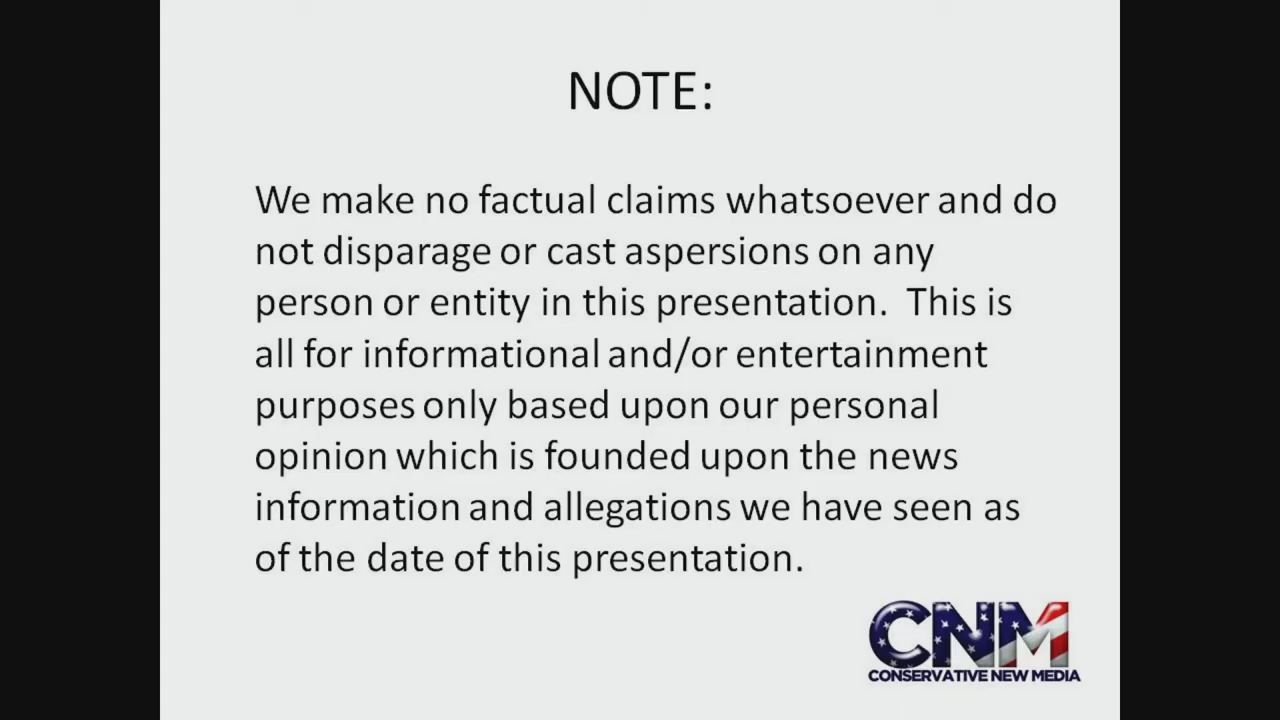 NOTE:
We make no factual claims whatsoever and do
not disparage or cast aspersions on any
person or entity in this presentation.  This is
all for informational and/or entertainment
purposes only based upon our personal
opinion which is founded upon the news
information and allegations we have seen as
of the date of this presentation.
CNM
CONSERVATIVE NEW MEDIA